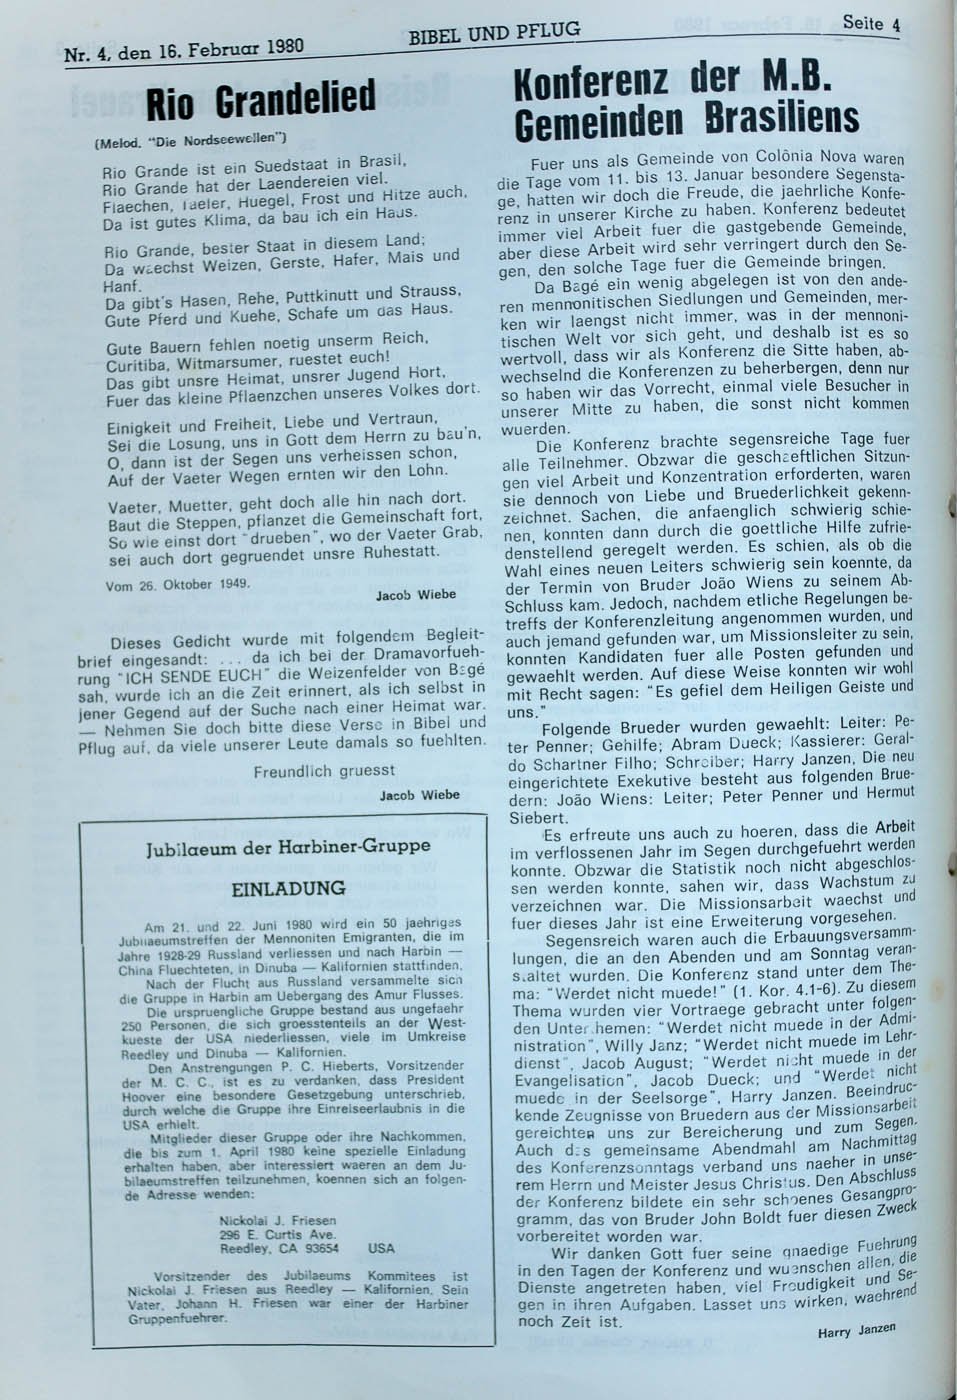 Nr. 4, den 16. Februar 1980
BIBEL UND PFLUG
Seite 4
Rio Grandelied
(Melod. "Die Nordseewellen")
Rio Grande ist ein Suedstaat in Brasil,
Rio Grande hat der Laendereien viel.
Flaechen, Taeler, Huegel, Frost und Hitze auch,
Da ist gutes Klima, da bau ich ein Haus.
Rio Grande, bester Staat in diesem Land;
Da waechst Weizen, Gerste, Hafer, Mais und
Hanf.
Da gibt's Hasen, Rehe, Puttkinutt und Strauss,
Gute Pferd und Kuehe, Schafe um das Haus.
Gute Bauern fehlen noetig unserm Reich,
Curitiba, Witmarsumer, ruestet euch!
Das gibt unsre Heimat, unsrer Jugend Hort,
Fuer das kleine Pflaenzchen unseres Volkes dort.
Einigkeit und Freiheit, Liebe und Vertraun,
Sei die Losung, uns in Gott dem Herrn zu bau'n,
O, dann ist der Segen uns verheissen schon,
Auf der Vaeter Wegen ernten wir den Lohn.
Vaeter, Muetter, geht doch alle hin nach dort.
Baut die Steppen, pflanzet die Gemeinschaft fort,
So wie einst dort "drueben", wo der Vaeter Grab,
sei auch dort gegruendet unsre Ruhestatt.
Vom 26. Oktober 1949.
Jacob Wiebe
Dieses Gedicht wurde mit folgendem Begleit-
brief eingesandt: ... da ich bei der Dramavorfueh-
rung "ICH SENDE EUCH" die Weizenfelder von Bagé
sah, wurde ich an die Zeit erinnert, als ich selbst in
jener Gegend auf der Suche nach einer Heimat war.
— Nehmen Sie doch bitte diese Verse in Bibel und
Pflug auf, da viele unserer Leute damals so fuehlten.
Freundlich gruesst
Jacob Wiebe
Jubilaeum der Harbiner-Gruppe
EINLADUNG
Am 21. und 22. Juni 1980 wird ein 50 jaehriges
Jubilaeumstreffen der Mennoniten Emigranten, die im
Jahre 1928-29 Russland verliessen und nach Harbin —
China Fluechteten, in Dinuba — Kalifornien stattfinden.
Nach der Flucht aus Russland versammelte sich
die Gruppe in Harbin am Uebergang des Amur Flusses.
Die urspruengliche Gruppe bestand aus ungefaehr
250 Personen, die sich groesstenteils an der West-
kueste der USA niederliessen, viele im Umkreise
Reedley und Dinuba — Kalifornien.
Den Anstrengungen P. C. Hieberts, Vorsitzender
der M. C. C., ist es zu verdanken, dass President
Hoover eine besondere Gesetzgebung unterschrieb,
durch welche die Gruppe ihre Einreiseerlaubnis in die
USA erhielt.
Mitglieder dieser Gruppe oder ihre Nachkommen,
die bis zum 1. April 1980 keine spezielle Einladung
erhalten haben, aber interessiert waeren an dem Ju-
bilaeumstreffen teilzunehmen, koennen sich an folgen-
de Adresse wenden:
Nickolai J. Friesen
296 E. Curtis Ave.
Reedley, CA 93654 USA
Vorsitzender des Jubilaeums Kommitees ist
Nickolai J. Friesen aus Reedley — Kalifornien. Sein
Vater, Johann H. Friesen war einer der Harbiner
Gruppenfuehrer.
Konferenz der M.B.
Gemeinden Brasiliens
Fuer uns als Gemeinde von Colônia Nova waren
die Tage vom 11. bis 13. Januar besondere Segensta-
ge, hatten wir doch die Freude, die jaehrliche Konfe-
renz in unserer Kirche zu haben. Konferenz bedeutet
immer viel Arbeit fuer die gastgebende Gemeinde,
aber diese Arbeit wird sehr verringert durch den Se-
gen, den solche Tage fuer die Gemeinde bringen.
Da Bagé ein wenig abgelegen ist von den ande-
ren mennonitischen Siedlungen und Gemeinden, mer-
ken wir laengst nicht immer, was in der mennoni-
tischen Welt vor sich geht, und deshalb ist es so
wertvoll, dass wir als Konferenz die Sitte haben, ab-
wechselnd die Konferenzen zu beherbergen, denn nur
so haben wir das Vorrecht, einmal viele Besucher in
unserer Mitte zu haben, die sonst nicht kommen
wuerden.
Die Konferenz brachte segensreiche Tage fuer
alle Teilnehmer. Obzwar die geschaeftlichen Sitzun-
gen viel Arbeit und Konzentration erforderten, waren
sie dennoch von Liebe und Bruederlichkeit gekenn-
zeichnet. Sachen, die anfaenglich schwierig schie-
nen, konnten dann durch die goettliche Hilfe zufrie-
denstellend geregelt werden. Es schien, als ob die
Wahl eines neuen Leiters schwierig sein koennte, da
der Termin von Bruder João Wiens zu seinem Ab-
Schluss kam. Jedoch, nachdem etliche Regelungen be-
treffs der Konferenzleitung angenommen wurden, und
auch jemand gefunden war, um Missionsleiter zu sein,
konnten Kandidaten fuer alle Posten gefunden und
gewaehlt werden. Auf diese Weise konnten wir wohl
mit Recht sagen: "Es gefiel dem Heiligen Geiste und
uns."
Folgende Brueder wurden gewaehlt: Leiter: Pe-
ter Penner; Gehilfe; Abram Dueck; Kassierer: Geral-
do Schartner Filho; Schreiber; Harry Janzen, Die neu
eingerichtete Exekutive besteht aus folgenden Brue-
dern: João Wiens: Leiter; Peter Penner und Hermut
Siebert.
Es erfreute uns auch zu hoeren, dass die Arbeit
im verflossenen Jahr im Segen durchgefuehrt werden
konnte. Obzwar die Statistik noch nicht abgeschlos-
sen werden konnte, sahen wir, dass Wachstum zu
verzeichnen war. Die Missionsarbeit waechst und
fuer dieses Jahr ist eine Erweiterung vorgesehen.
Segensreich waren auch die Erbauungsversamm-
lungen, die an den Abenden und am Sonntag veran-
staltet wurden. Die Konferenz stand unter dem The-
ma: "Werdet nicht muede!" (1. Kor. 4.1-6). Zu diesem
Thema wurden vier Vortraege gebracht unter folgen-
den Unterthemen: "Werdet nicht muede in der Admi-
nistration", Willy Janz; "Werdet nicht muede im Lehr-
dienst", Jacob August; "Werdet nicht muede in der
Evangelisation", Jacob Dueck; und "Werdet nicht
muede in der Seelsorge", Harry Janzen. Beeindruc-
kende Zeugnisse von Bruedern aus der Missionsarbeit
gereichten uns zur Bereicherung und zum Segen.
Auch das gemeinsame Abendmahl am Nachmittag
des Konferenzsonntags verband uns naeher in unse-
rem Herrn und Meister Jesus Christus. Den Abschluss
der Konferenz bildete ein sehr schoenes Gesangpro-
gramm, das von Bruder John Boldt fuer diesen Zweck
vorbereitet worden war.
Wir danken Gott fuer seine gnaedige Fuehrung
in den Tagen der Konferenz und wuenschen allen, die
Dienste angetreten haben, viel Freudigkeit und Se-
gen in ihren Aufgaben. Lasset uns wirken, waehrend
noch Zeit ist.
Harry Janzen